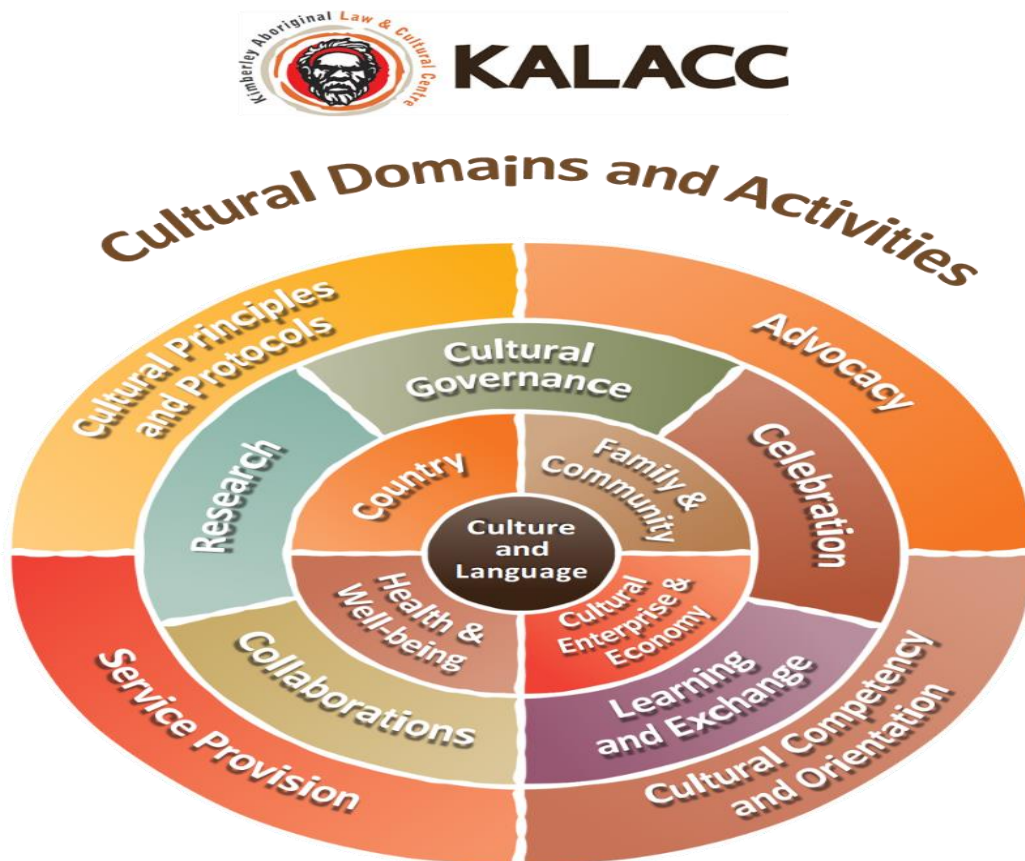 Kimberley Aboriginal Law & Cultural Centre
KALACC
Cultural Domains and Activities
Cultural Principles
and Protocols
Advocacy
Cultural
Governance
Research
Celebration
Country
Family &
Community
Culture
and
Language
Health &
Well-being
Cultural
Enterprise &
Economy
Collaborations
Learning
and Exchange
Service Provision
Cultural Competency
and Orientation